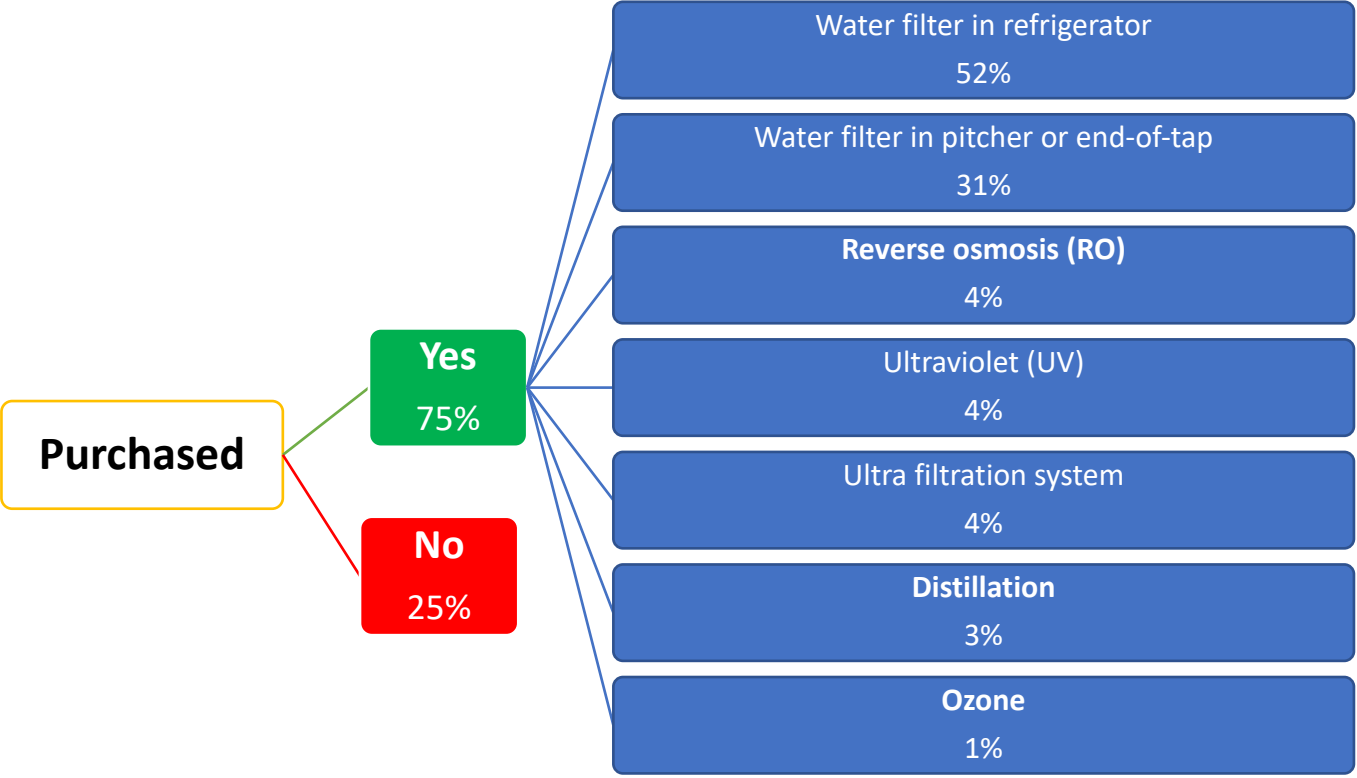 Purchased
Yes
75%
No
25%
Water filter in refrigerator
52%
Water filter in pitcher or end-of-tap
31%
Reverse osmosis (RO)
4%
Ultraviolet (UV)
4%
Ultra filtration system
4%
Distillation
3%
Ozone
1%